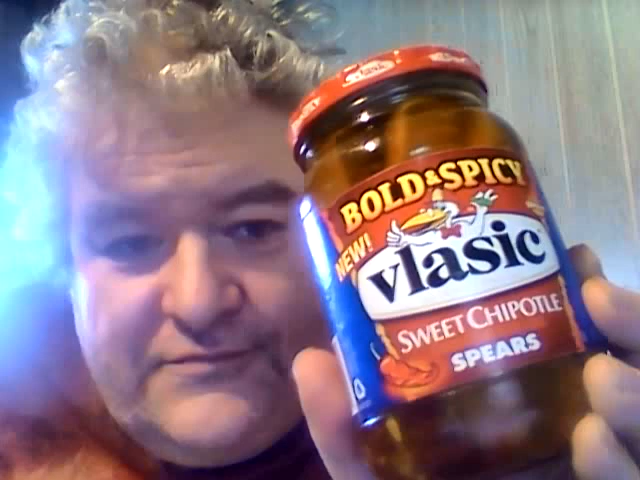 BOLD & SPICY
NEW!
vlasic
SWEET CHIPOTLE
SPEARS